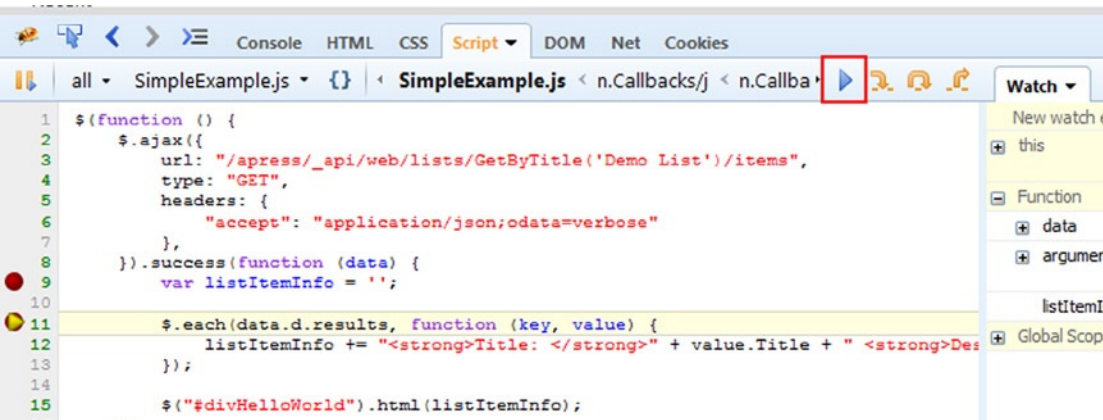 Console HTML CSS Script DOM Net Cookies
all SimpleExample.js {} SimpleExample.js < n.Callbacks/j < n.Callba Watch
New watch e
this
Function
data
argumen
listItemI
Global Scop
1 $(function () {
2 $.ajax({
3 url: "/apress/_api/web/lists/GetByTitle('Demo List')/items",
4 type: "GET",
5 headers: {
6 "accept": "application/json;odata=verbose"
7 },
8 }).success(function (data) {
9 var listItemInfo = '';
10
11 $.each(data.d.results, function (key, value) {
12 listItemInfo += "<strong>Title: </strong>" + value.Title + " <strong>Des
13 });
14
15 $("#divHelloWorld").html(listItemInfo);